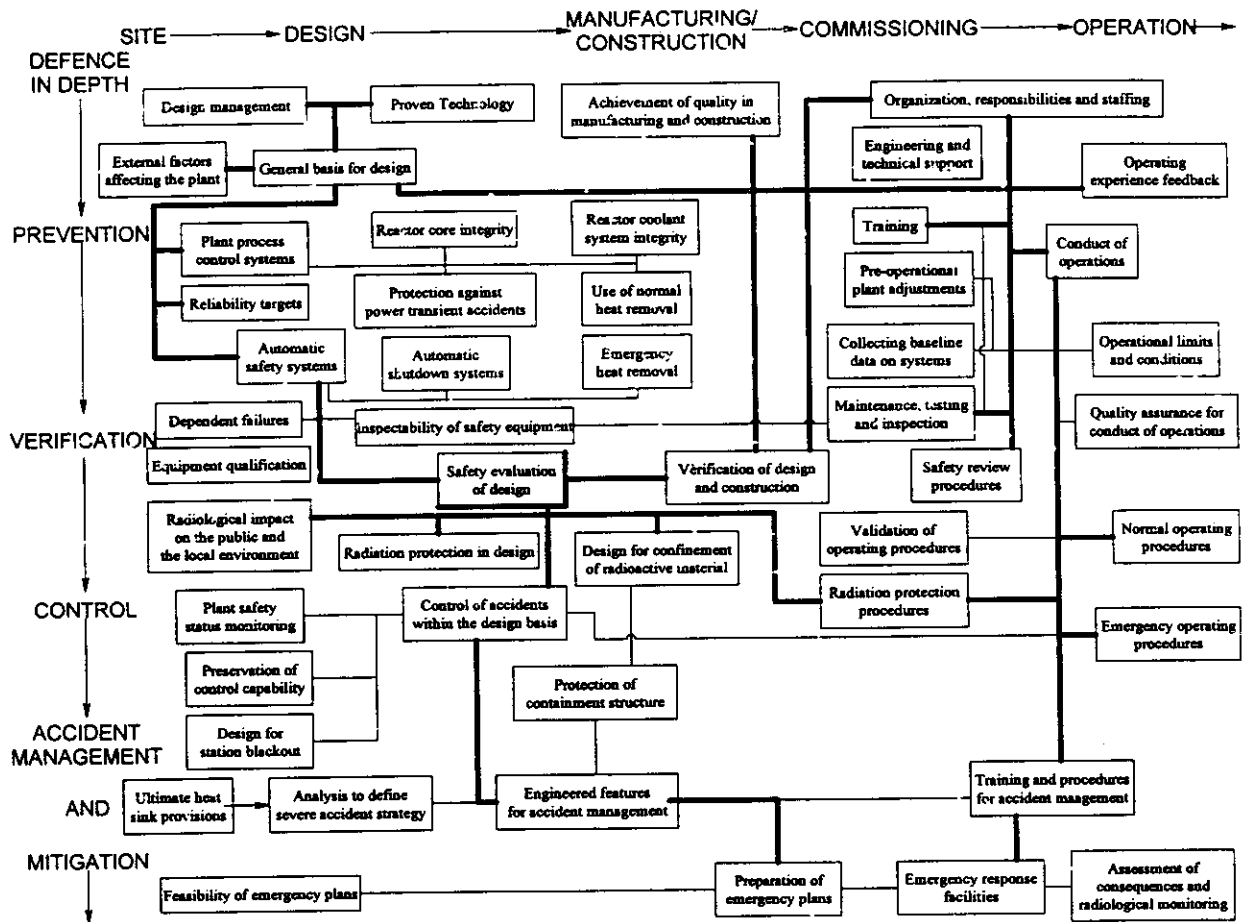 SITE
DESIGN
MANUFACTURING/
CONSTRUCTION
COMMISSIONING
OPERATION
DEFENCE
IN DEPTH
Design management
Proven Technology
Achievement of quality in
manufacturing and construction
Organization, responsibilities and staffing
External factors
affecting the plant
General basis for design
Engineering and
technical support
Operating
experience feedback
PREVENTION
Plant process
control systems
Reactor core integrity
Reactor coolant
system integrity
Training
Conduct of
operations
Reliability targets
Protection against
power transient accidents
Use of normal
heat removal
Pre-operational
plant adjustments
Automatic
safety systems
Automatic
shutdown systems
Emergency
heat removal
Collecting baseline
data on systems
Operational limits
and conditions
VERIFICATION
Dependent failures
Inspectability of safety equipment
Maintenance, testing
and inspection
Quality assurance for
conduct of operations
Equipment qualification
Safety evaluation
of design
Verification of design
and construction
Safety review
procedures
Radiological impact
on the public and
the local environment
Radiation protection in design
Design for confinement
of radioactive material
Validation of
operating procedures
Normal operating
procedures
CONTROL
Plant safety
status monitoring
Control of accidents
within the design basis
Radiation protection
procedures
Emergency operating
procedures
Preservation of
control capability
Protection of
containment structure
ACCIDENT
MANAGEMENT
Design for
station blackout
AND
Ultimate heat
sink provisions
Analysis to define
severe accident strategy
Engineered features
for accident management
Training and procedures
for accident maagement
MITIGATION
Feasibility of emergency plans
Preparation of
emergency plans
Emergency response
facilities
Assessment of
consequences and
radiological monitoring